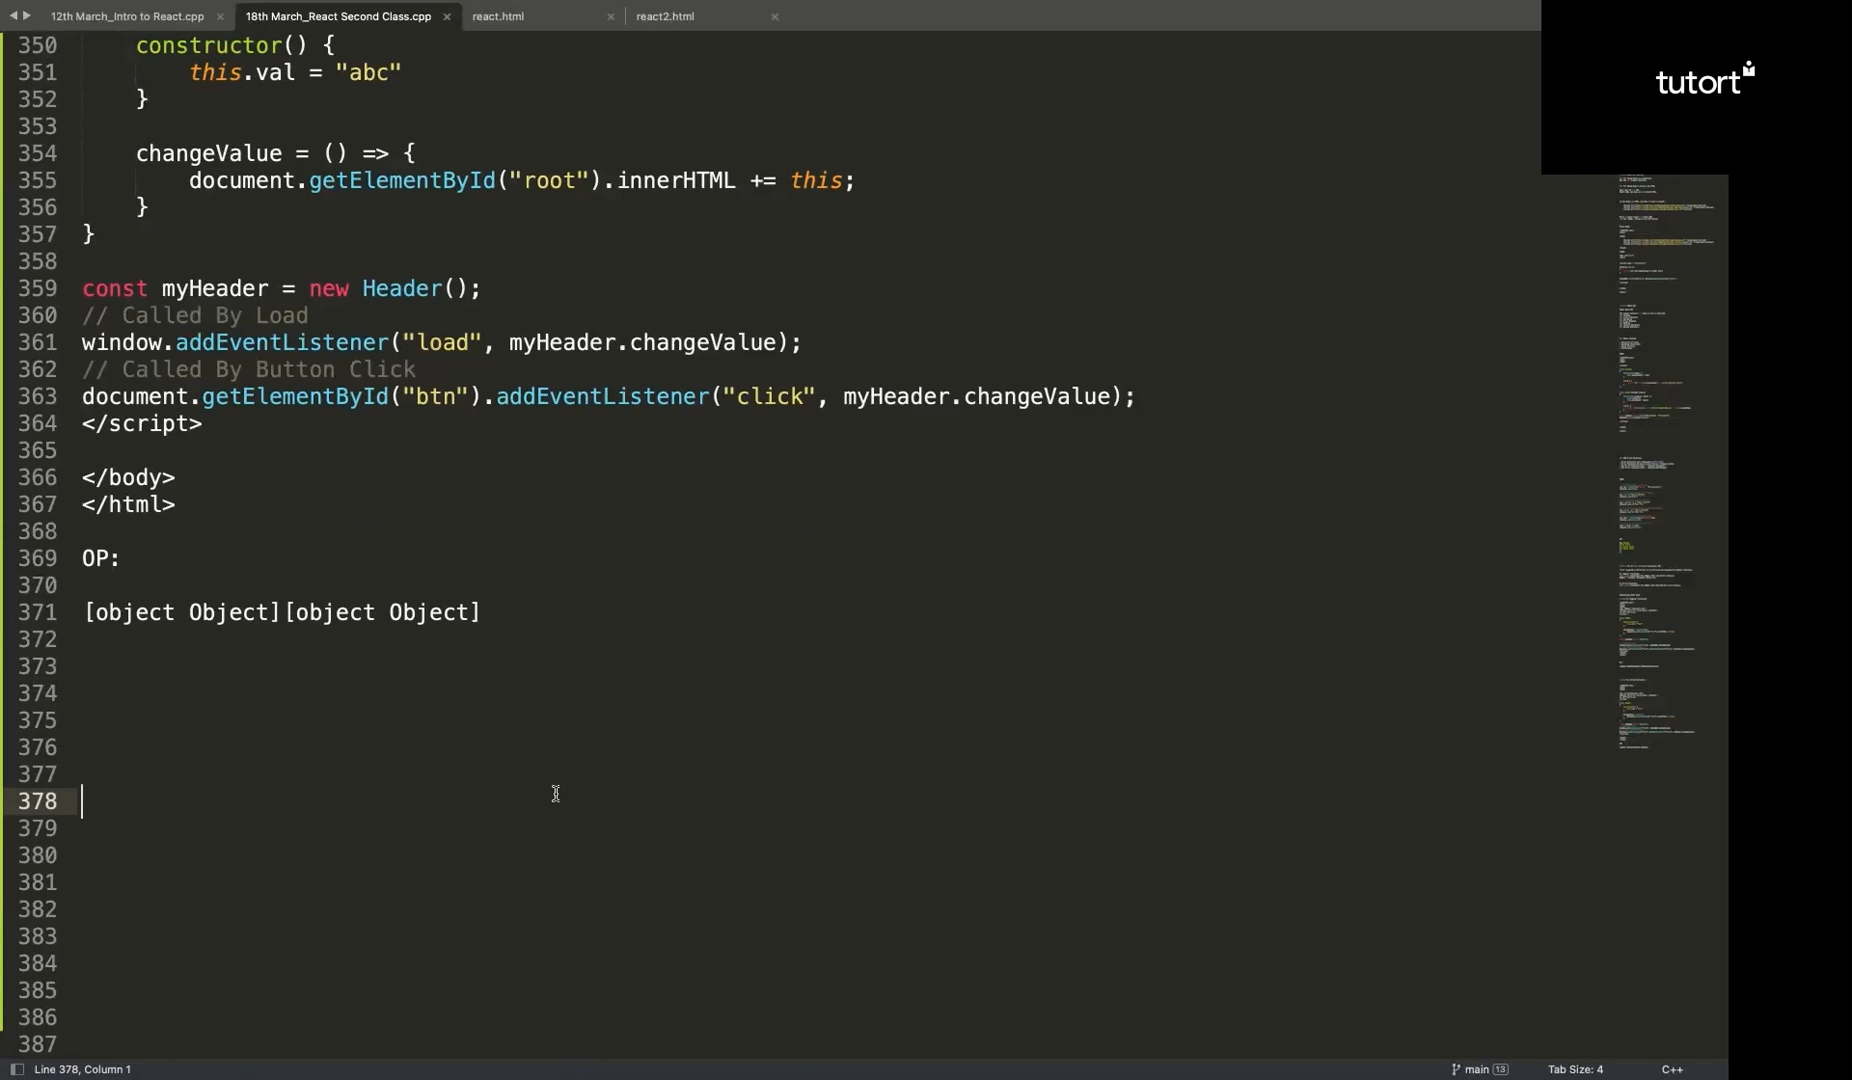 12th March_Intro to React.cpp × 18th March_React Second Class.cpp × react.html × react2.html ×
tutort
350 constructor() {
351 this.val = "abc"
352 }
353
354 changeValue = () => {
355 document.getElementById("root").innerHTML += this;
356 }
357 }
358
359 const myHeader = new Header();
360 // Called By Load
361 window.addEventListener("load", myHeader.changeValue);
362 // Called By Button Click
363 document.getElementById("btn").addEventListener("click", myHeader.changeValue);
364 </script>
365
366 </body>
367 </html>
368
369 OP:
370
371 [object Object][object Object]
372
373
374
375
376
377
378
379
380
381
382
383
384
385
386
387
Line 378, Column 1 main 13 Tab Size: 4 C++